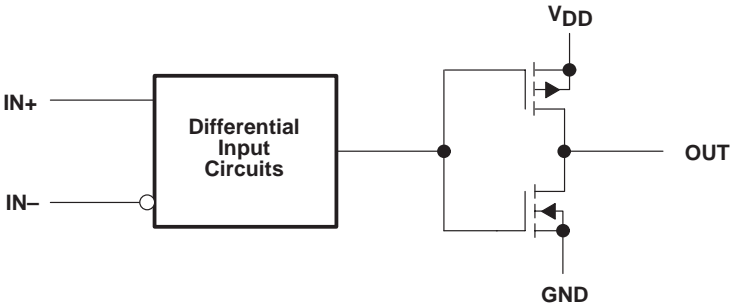 VDD
IN+
Differential
Input
Circuits
OUT
IN–
GND